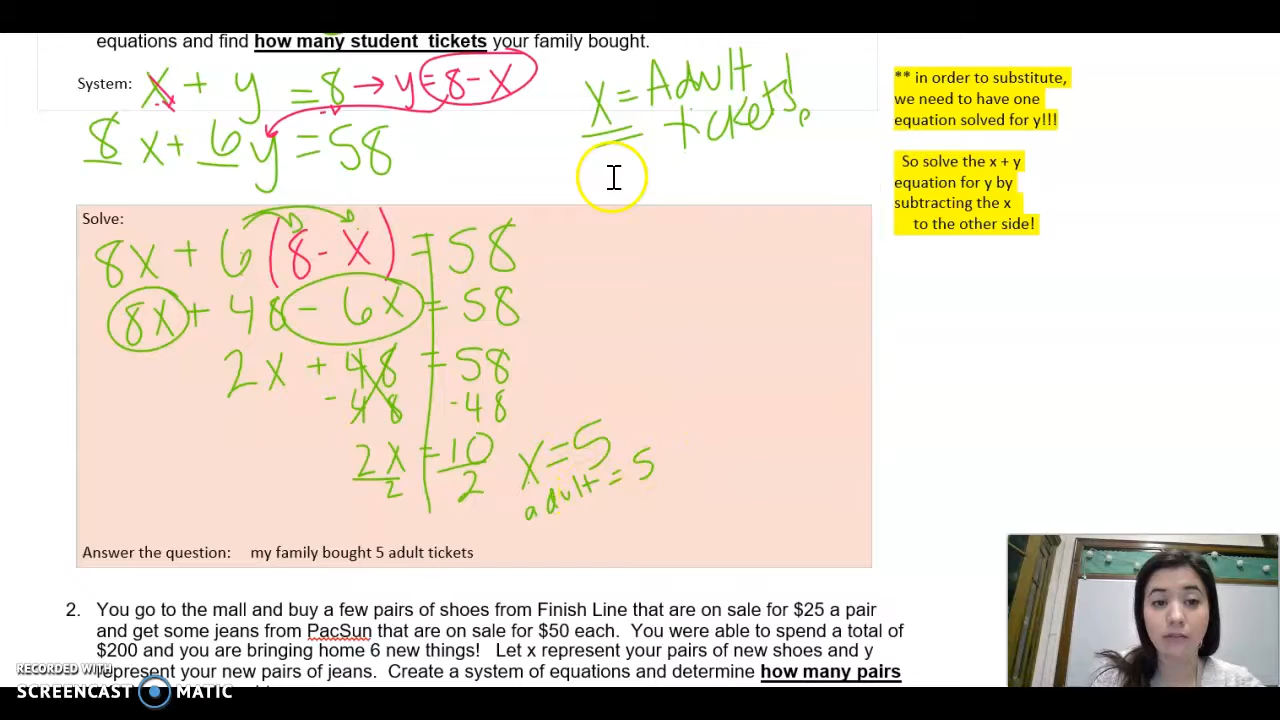 equations and find how many student tickets your family bought.
System: x + y = 8 → y = 8 - x
8x + 6y = 58
x = Adult
tickets.
** in order to substitute,
we need to have one
equation solved for y!!!
So solve the x + y
equation for y by
subtracting the x
to the other side!
Solve:
8x + 6(8 - x) = 58
8x + 48 - 6x = 58
2x + 48 = 58
- 48 -48
2x = 10
2 2
x = 5
adult = 5
Answer the question: my family bought 5 adult tickets
2. You go to the mall and buy a few pairs of shoes from Finish Line that are on sale for $25 a pair
and get some jeans from PacSun that are on sale for $50 each. You were able to spend a total of
$200 and you are bringing home 6 new things! Let x represent your pairs of new shoes and y
represent your new pairs of jeans. Create a system of equations and determine how many pairs
RECORDED WITH
SCREENCAST MATIC